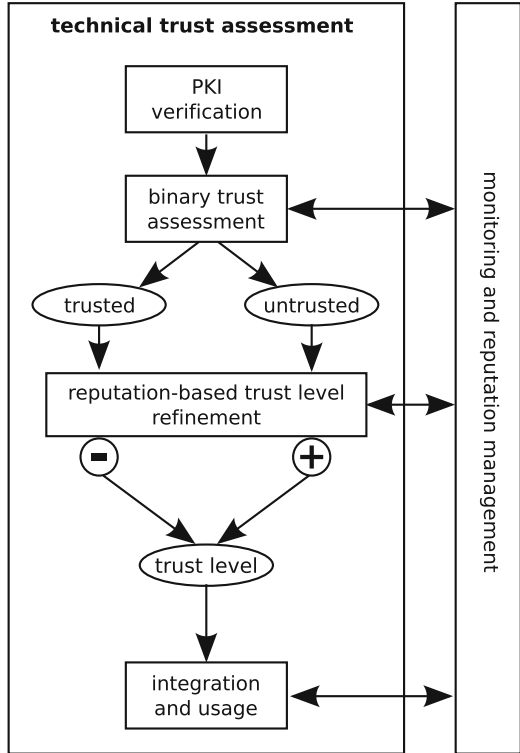 technical trust assessment
PKI
verification
binary trust
assessment
trusted
untrusted
reputation-based trust level
refinement
-
+
trust level
integration
and usage
monitoring and reputation management